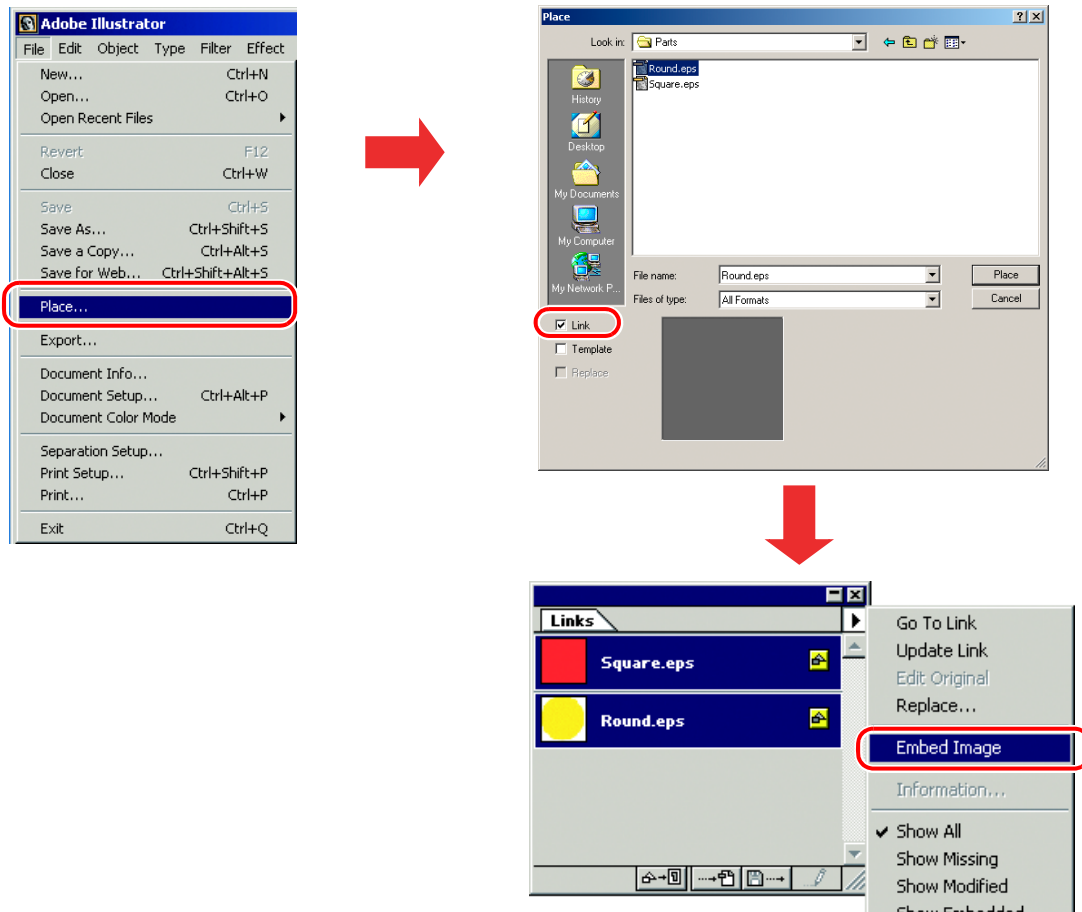 Adobe Illustrator
File Edit Object Type Filter Effect
New... Ctrl+N
Open... Ctrl+O
Open Recent Files
Revert F12
Close Ctrl+W
Save Ctrl+S
Save As... Ctrl+Shift+S
Save a Copy... Ctrl+Alt+S
Save for Web... Ctrl+Shift+Alt+S
Place...
Export...
Document Info...
Document Setup... Ctrl+Alt+P
Document Color Mode
Separation Setup...
Print Setup... Ctrl+Shift+P
Print... Ctrl+P
Exit Ctrl+Q
Place
Look in: Parts
Round.eps
Square.eps
History
Desktop
My Documents
My Computer
My Network P...
File name: Round.eps Place
Files of type: All Formats Cancel
Link
Template
Replace
Links
Square.eps
Round.eps
Go To Link
Update Link
Edit Original
Replace...
Embed Image
Information...
Show All
Show Missing
Show Modified
Show Embedded